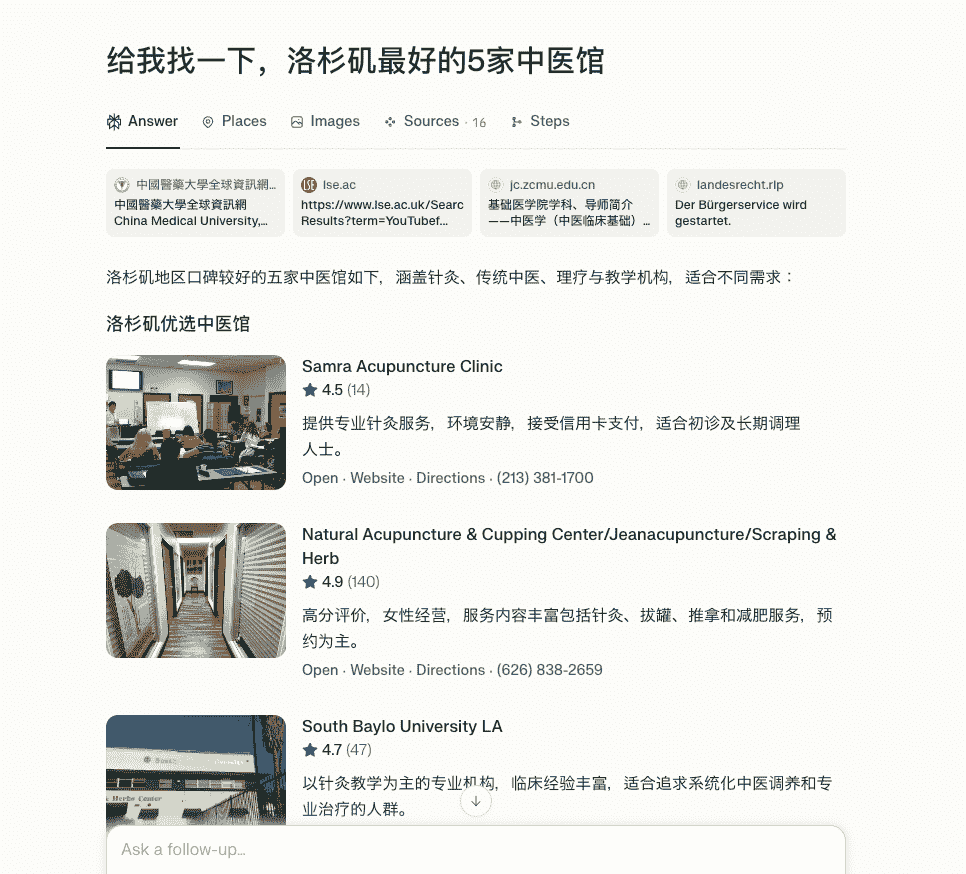 给我找一下，洛杉矶最好的5家中医馆
Answer Places Images Sources · 16 Steps
中國醫藥大學全球資訊網...
中國醫藥大學全球資訊網
China Medical University,...
lse.ac
https://www.lse.ac.uk/Searc
Results?term=YouTubef...
jc.zcmu.edu.cn
基础医学院学科、导师简介
——中医学（中医临床基础）...
landesrecht.rlp
Der Bürgerservice wird
gestartet.
洛杉矶地区口碑较好的五家中医馆如下，涵盖针灸、传统中医、理疗与教学机构，适合不同需求：
洛杉矶优选中医馆
Samra Acupuncture Clinic
4.5 (14)
提供专业针灸服务，环境安静，接受信用卡支付，适合初诊及长期调理
人士。
Open · Website · Directions · (213) 381-1700
Natural Acupuncture & Cupping Center/Jeanacupuncture/Scraping &
Herb
4.9 (140)
高分评价，女性经营，服务内容丰富包括针灸、拔罐、推拿和减肥服务，预
约为主。
Open · Website · Directions · (626) 838-2659
South Baylo University LA
4.7 (47)
以针灸教学为主的专业机构，临床经验丰富，适合追求系统化中医调养和专
业治疗的人群。
Herbs Center
Ask a follow-up...